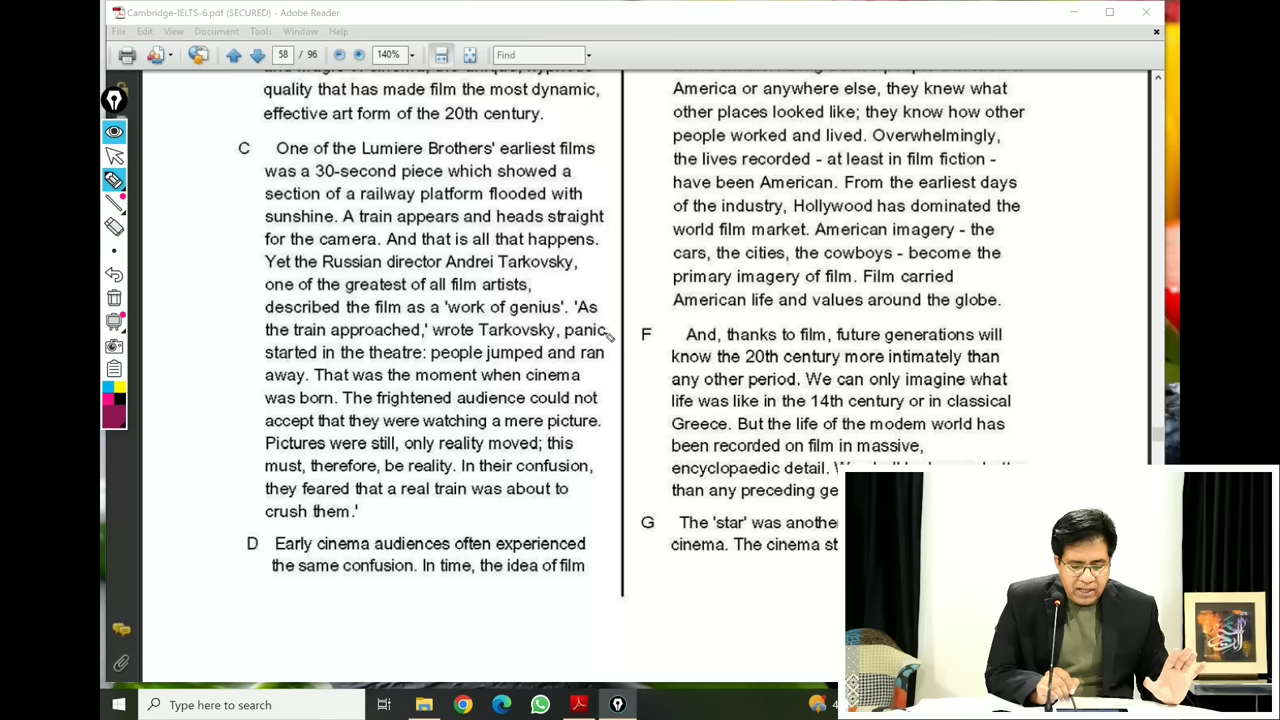 Cambridge-IELTS-6.pdf (SECURED) - Adobe Reader
File Edit View Document Tools Window Help
58 / 96 140% Find
quality that has made film the most dynamic,
effective art form of the 20th century.
C One of the Lumiere Brothers' earliest films
was a 30-second piece which showed a
section of a railway platform flooded with
sunshine. A train appears and heads straight
for the camera. And that is all that happens.
Yet the Russian director Andrei Tarkovsky,
one of the greatest of all film artists,
described the film as a 'work of genius'. 'As
the train approached,' wrote Tarkovsky, panic
started in the theatre: people jumped and ran
away. That was the moment when cinema
was born. The frightened audience could not
accept that they were watching a mere picture.
Pictures were still, only reality moved; this
must, therefore, be reality. In their confusion,
they feared that a real train was about to
crush them.'
D Early cinema audiences often experienced
the same confusion. In time, the idea of film
America or anywhere else, they knew what
other places looked like; they know how other
people worked and lived. Overwhelmingly,
the lives recorded - at least in film fiction -
have been American. From the earliest days
of the industry, Hollywood has dominated the
world film market. American imagery - the
cars, the cities, the cowboys - become the
primary imagery of film. Film carried
American life and values around the globe.
F And, thanks to film, future generations will
know the 20th century more intimately than
any other period. We can only imagine what
life was like in the 14th century or in classical
Greece. But the life of the modem world has
been recorded on film in massive,
encyclopaedic detail.
than any preceding ge
G The 'star' was anothe
cinema. The cinema st
Type here to search